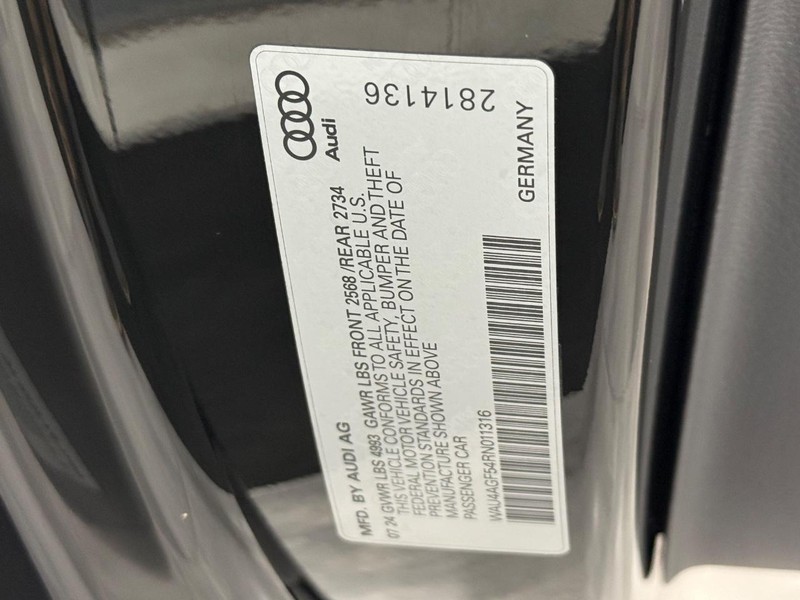 Audi
2814136
MFD. BY AUDI AG
07 24 GVWR LBS 4993 GAWR LBS FRONT 2568 /REAR 2734
THIS VEHICLE CONFORMS TO ALL APPLICABLE U.S.
FEDERAL MOTOR VEHICLE SAFETY, BUMPER AND THEFT
PREVENTION STANDARDS IN EFFECT ON THE DATE OF
MANUFACTURE SHOWN ABOVE
PASSENGER CAR
WAU4AGF54RN011316
GERMANY